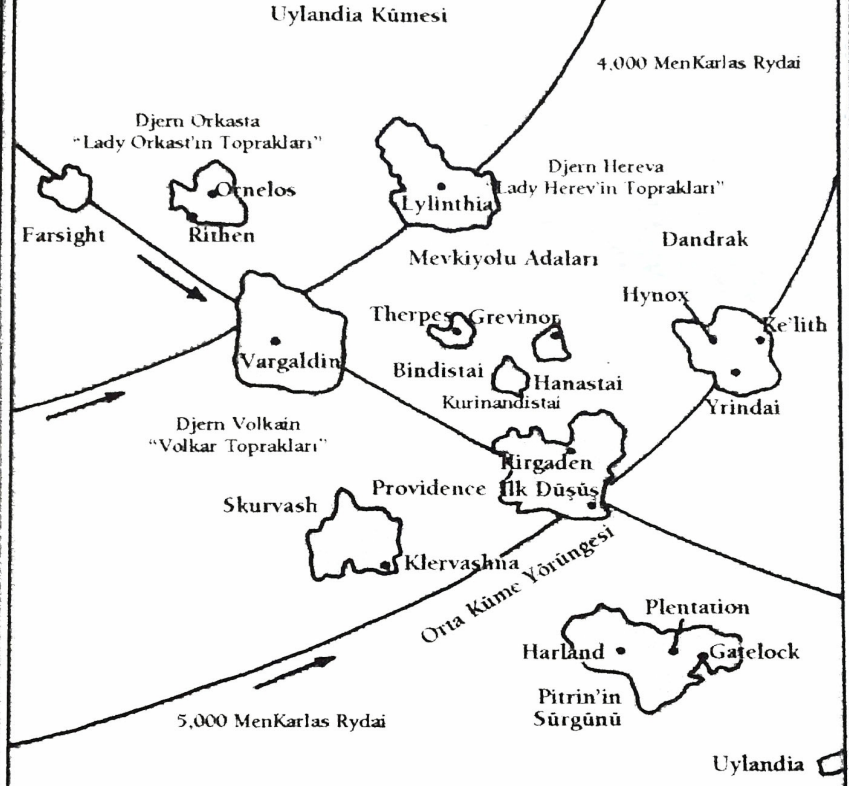 Uylandia Kümesi
4,000 MenKarlas Rydai
Djern Orkasta
“Lady Orkast'ın Toprakları”
Djern Hereva
“Lady Herev'in Toprakları”
Ornelos
Lylinthia
Farsight
Rithen
Dandrak
Mevkiyolu Adaları
Hynox
Therpes
Grevinor
Ke'lith
Vargaldin
Bindistai
Hanastai
Kurinandistai
Yrindai
Djern Volkain
“Volkar Toprakları”
Kirgaden
Providence
İlk Düşüş
Skurvash
Klervashna
Orta Küme Yörüngesi
Plentation
Harland
Gatelock
Pitrin'in
Sürgünü
5,000 MenKarlas Rydai
Uylandia